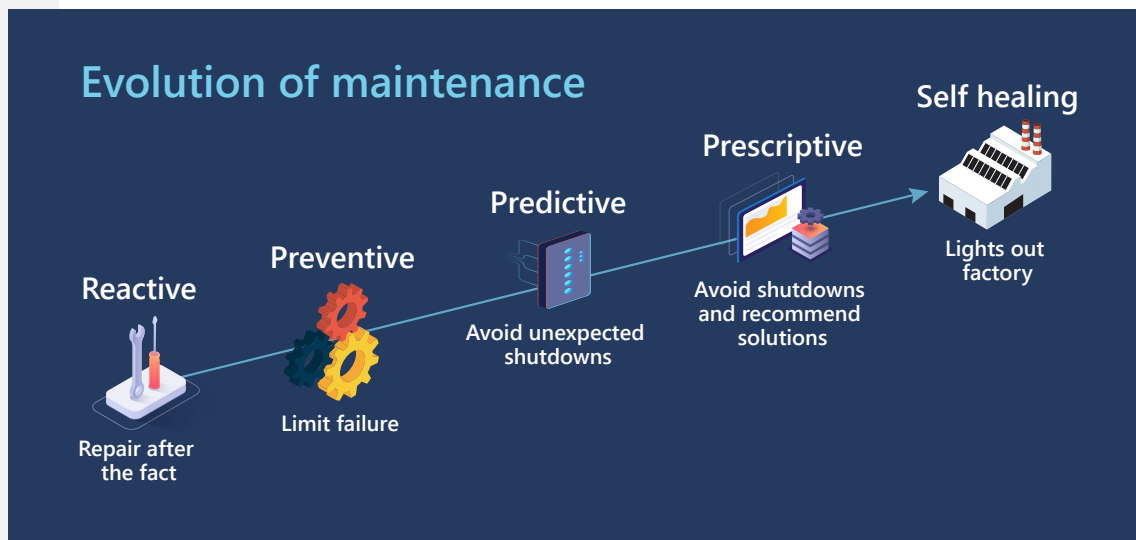 Evolution of maintenance
Reactive
Repair after
the fact
Preventive
Limit failure
Predictive
Avoid unexpected
shutdowns
Prescriptive
Avoid shutdowns
and recommend
solutions
Self healing
Lights out
factory